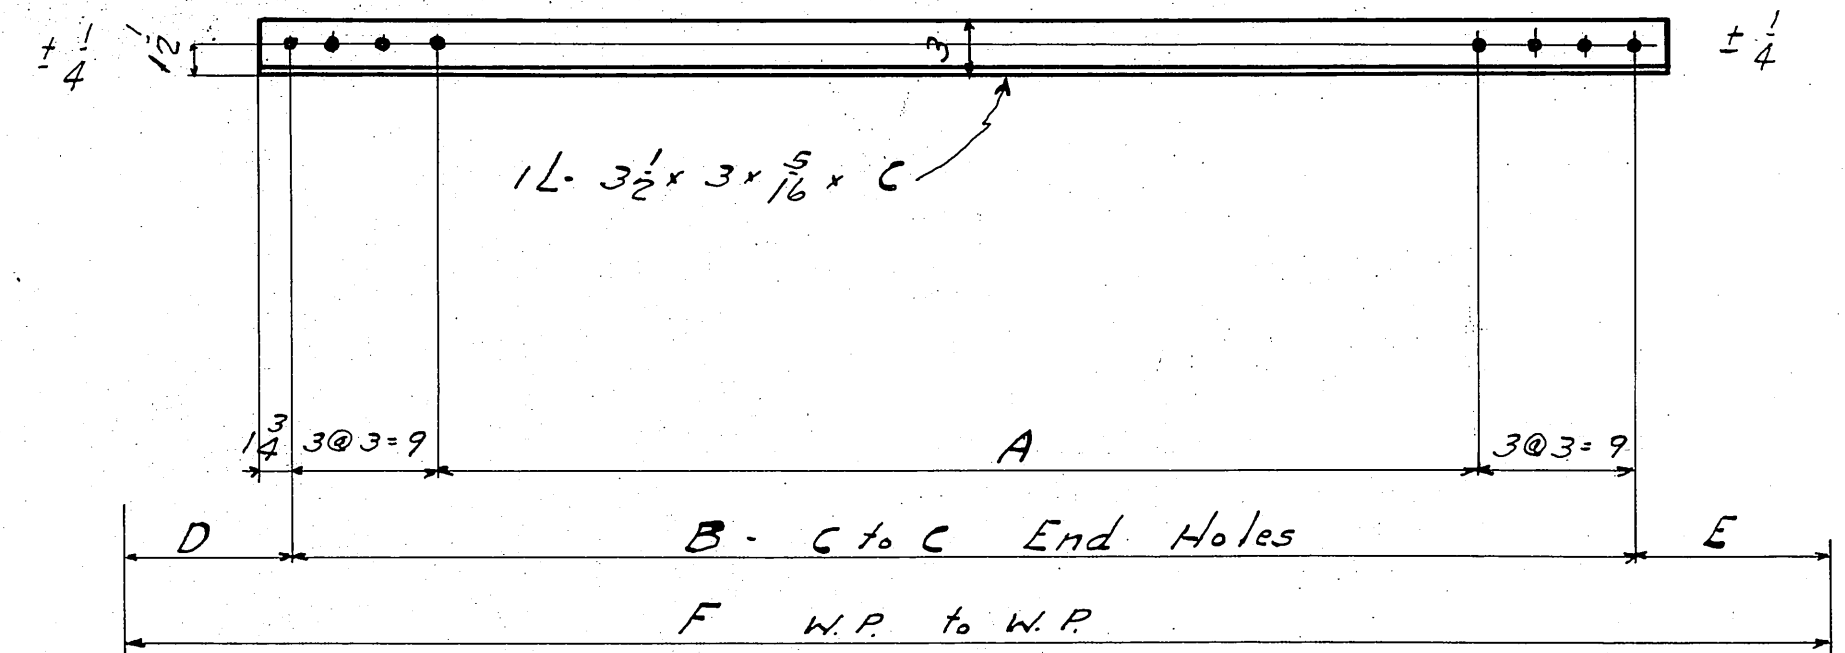 ± 1/4
1 1/2
3
± 1/4
1 L - 3 1/2 x 3 x 5/16 x C
1 3/4
3 @ 3 = 9
A
3 @ 3 = 9
D
B - C to C End Holes
E
F W.P. to W.P.